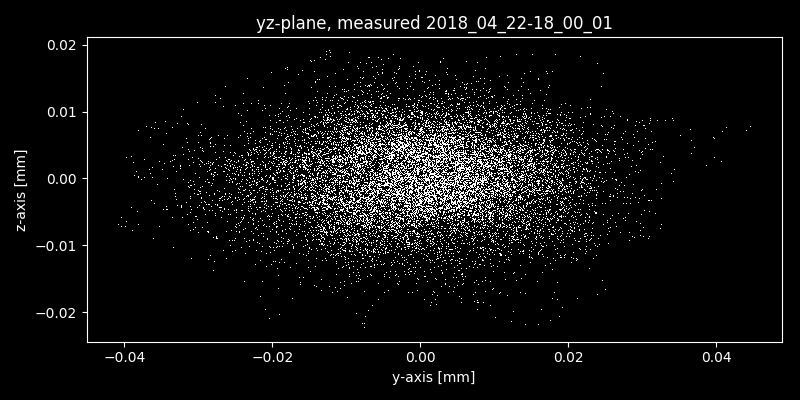 yz-plane, measured 2018_04_22-18_00_01
0.02
0.01
0.00
−0.01
−0.02
z-axis [mm]
−0.04 −0.02 0.00 0.02 0.04
y-axis [mm]